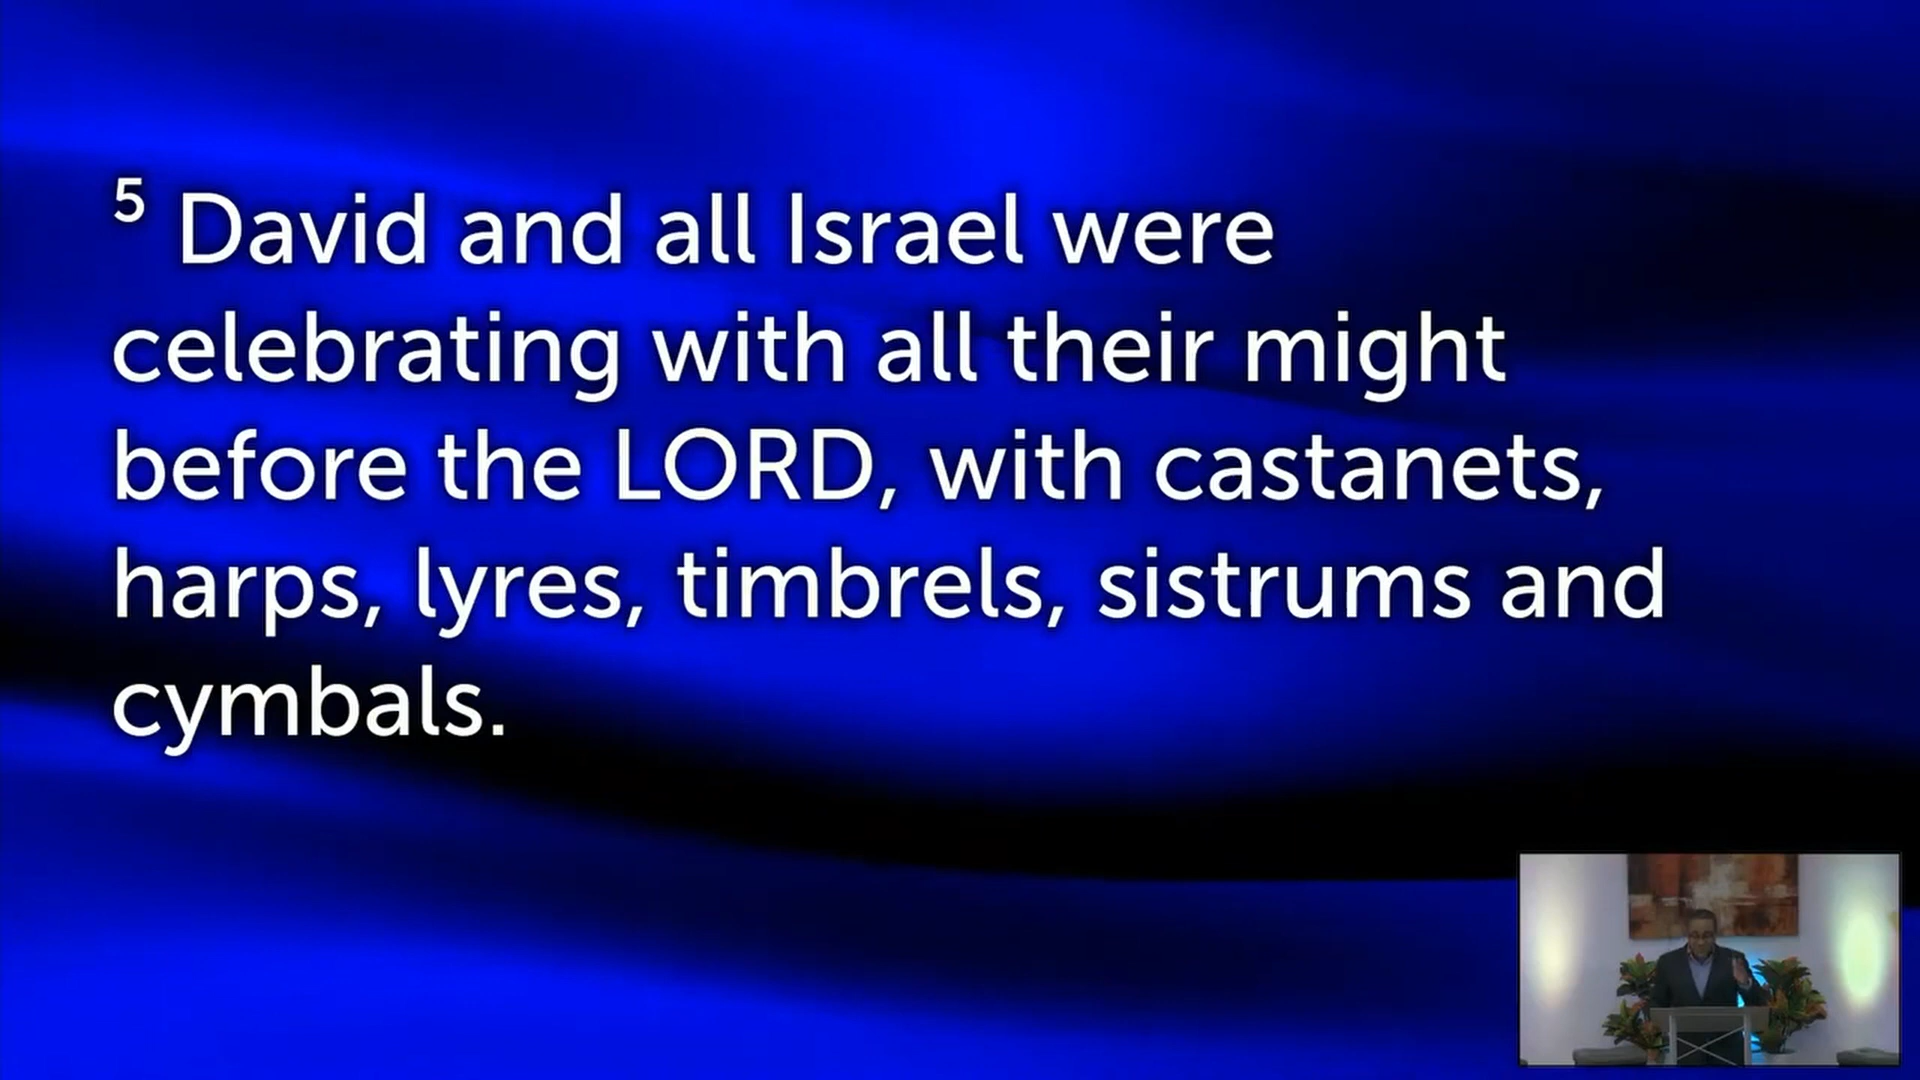 5 David and all Israel were
celebrating with all their might
before the LORD, with castanets,
harps, lyres, timbrels, sistrums and
cymbals.